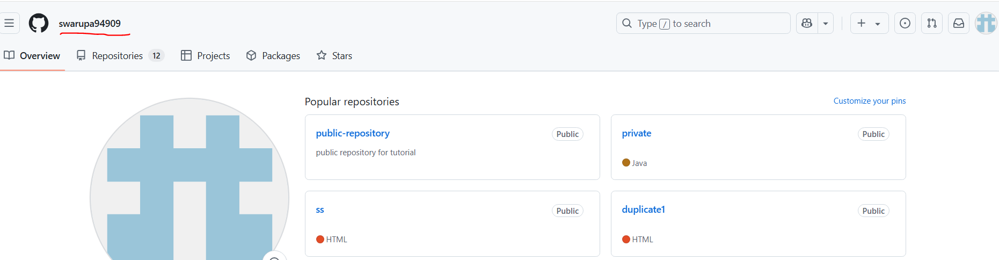 swarupa94909
Type / to search
Overview Repositories 12 Projects Packages Stars
Popular repositories
Customize your pins
public-repository Public
public repository for tutorial
private Public
Java
ss Public
HTML
duplicate1 Public
HTML